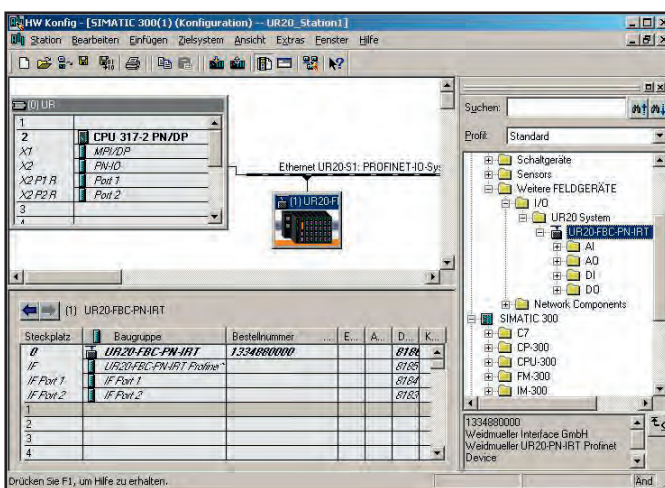 HW Konfig - [SIMATIC 300(1) (Konfiguration) -- UR20_Station1]
Station Bearbeiten Einfügen Zielsystem Ansicht Extras Fenster Hilfe
(0) UR
1
2 CPU 317-2 PN/DP
X1 MPI/DP
X2 PN-IO
X2 P1 R Port 1
X2 P2 R Port 2
3
4
Ethernet UR20-S1: PROFINET-IO-Sys
(1) UR20-F
Suchen:
Profil: Standard
Schaltgeräte
Sensors
Weitere FELDGERÄTE
I/O
UR20 System
UR20-FBC-PN-IRT
AI
AO
DI
DO
Network Components
SIMATIC 300
C7
CP-300
CPU-300
FM-300
IM-300
(1) UR20-FBC-PN-IRT
Steckplatz Baugruppe Bestellnummer ... E... A... D... K...
0 UR20-FBC-PN-IRT 1334880000 8186
IF UR20-FBC-PN-IRT Profinet 8185
IF Port 1 IF Port 1 8184
IF Port 2 IF Port 2 8183
1
2
3
4
1334880000
Weidmueller Interface GmbH
Weidmueller UR20-PN-IRT Profinet
Device
Drücken Sie F1, um Hilfe zu erhalten.
Änd